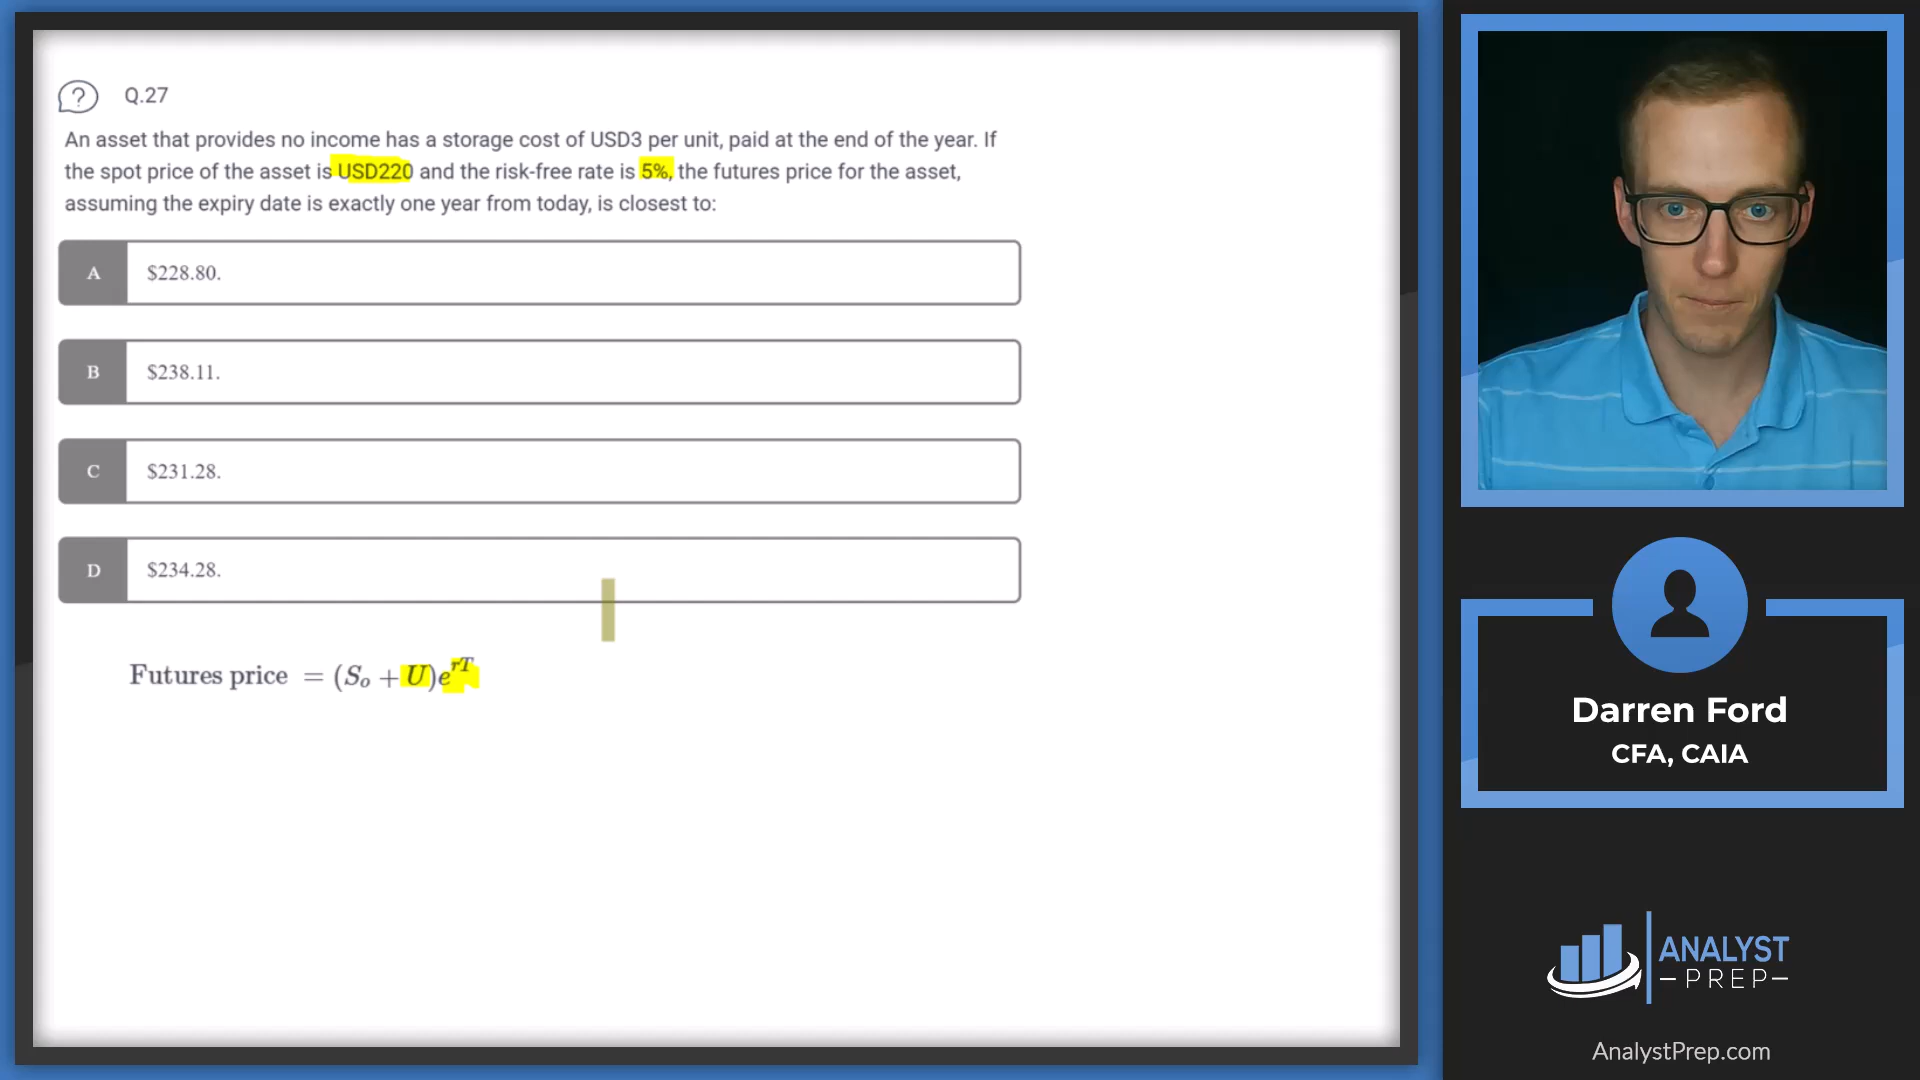 Q.27
An asset that provides no income has a storage cost of USD3 per unit, paid at the end of the year. If
the spot price of the asset is USD220 and the risk-free rate is 5%, the futures price for the asset,
assuming the expiry date is exactly one year from today, is closest to:
A $228.80.
B $238.11.
C $231.28.
D $234.28.
Futures price = (S₀ + U)e^{rT}
Darren Ford
CFA, CAIA
ANALYST
PREP
AnalystPrep.com